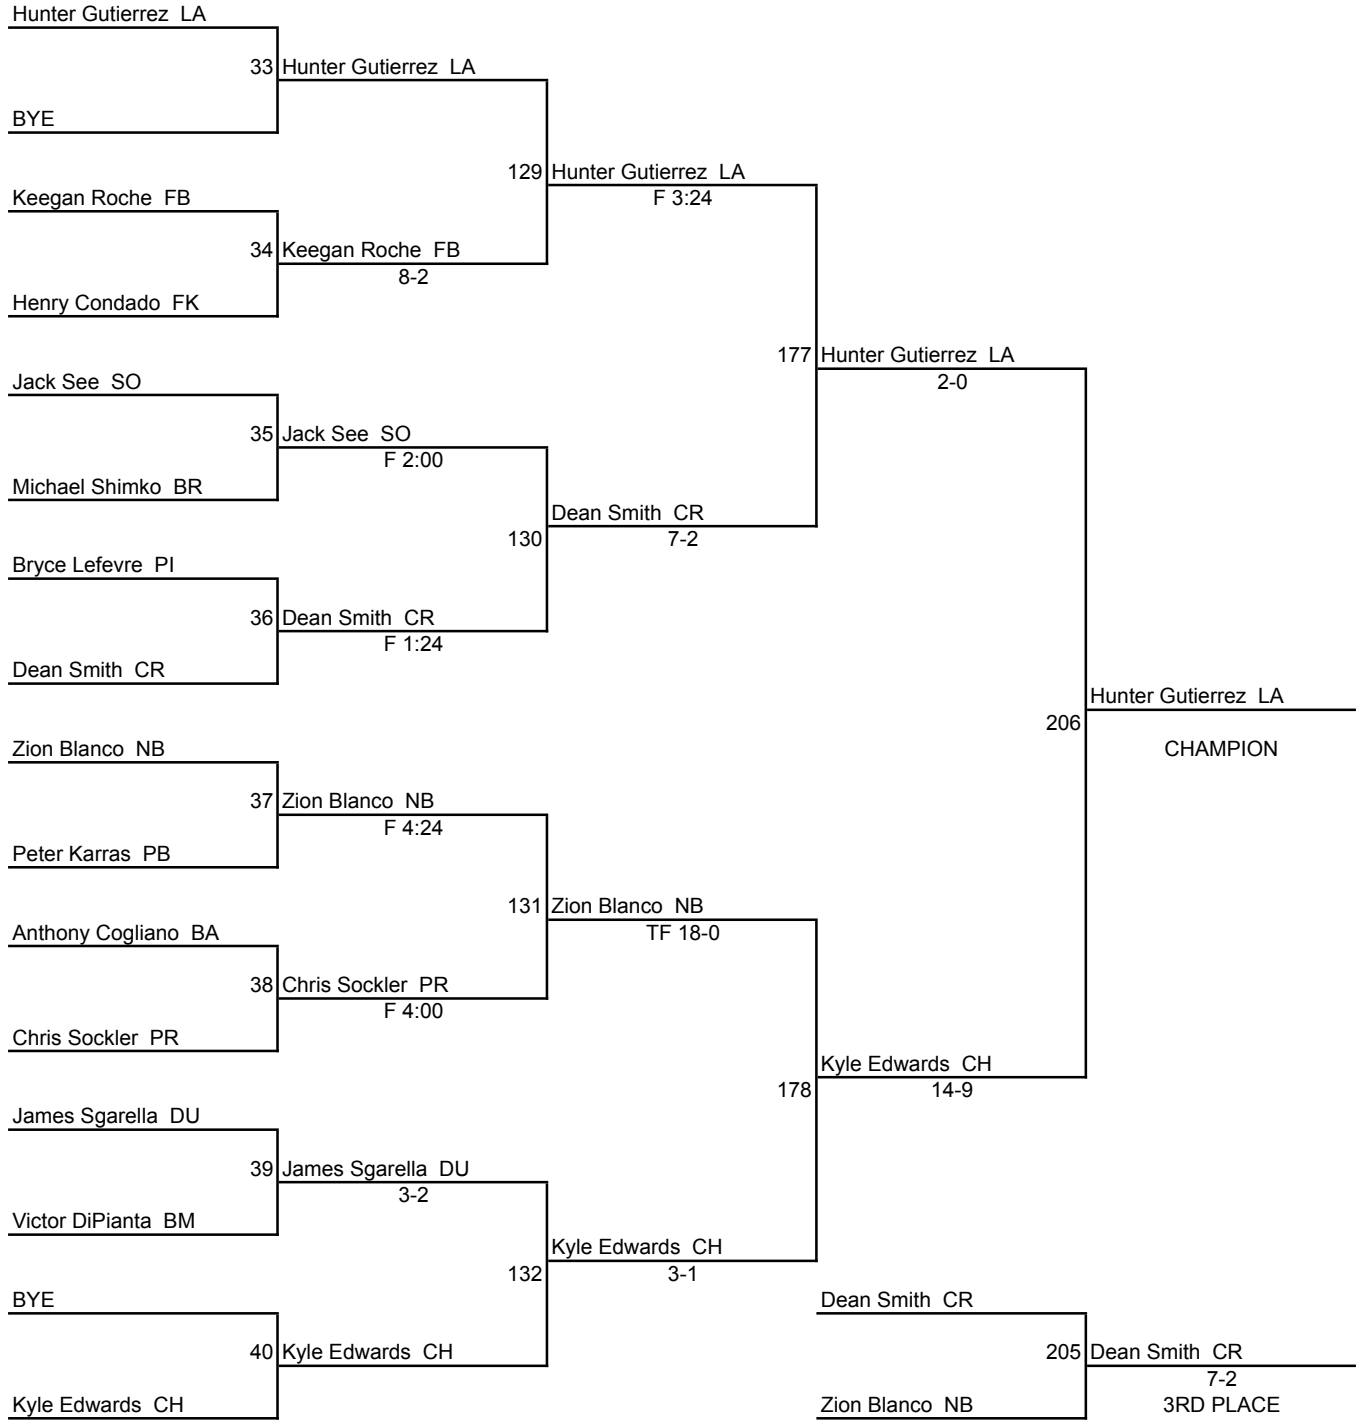 Hunter Gutierrez LA
33 Hunter Gutierrez LA
BYE
129 Hunter Gutierrez LA
F 3:24
Keegan Roche FB
34 Keegan Roche FB
8-2
Henry Condado FK
177 Hunter Gutierrez LA
2-0
Jack See SO
35 Jack See SO
F 2:00
Michael Shimko BR
Dean Smith CR
130
7-2
Bryce Lefevre PI
36 Dean Smith CR
F 1:24
Dean Smith CR
Hunter Gutierrez LA
206
CHAMPION
Zion Blanco NB
37 Zion Blanco NB
F 4:24
Peter Karras PB
131 Zion Blanco NB
TF 18-0
Anthony Cogliano BA
38 Chris Sockler PR
F 4:00
Chris Sockler PR
Kyle Edwards CH
178
14-9
James Sgarella DU
39 James Sgarella DU
3-2
Victor DiPianta BM
Kyle Edwards CH
132
3-1
BYE
40 Kyle Edwards CH
Kyle Edwards CH
Dean Smith CR
205 Dean Smith CR
7-2
Zion Blanco NB
3RD PLACE